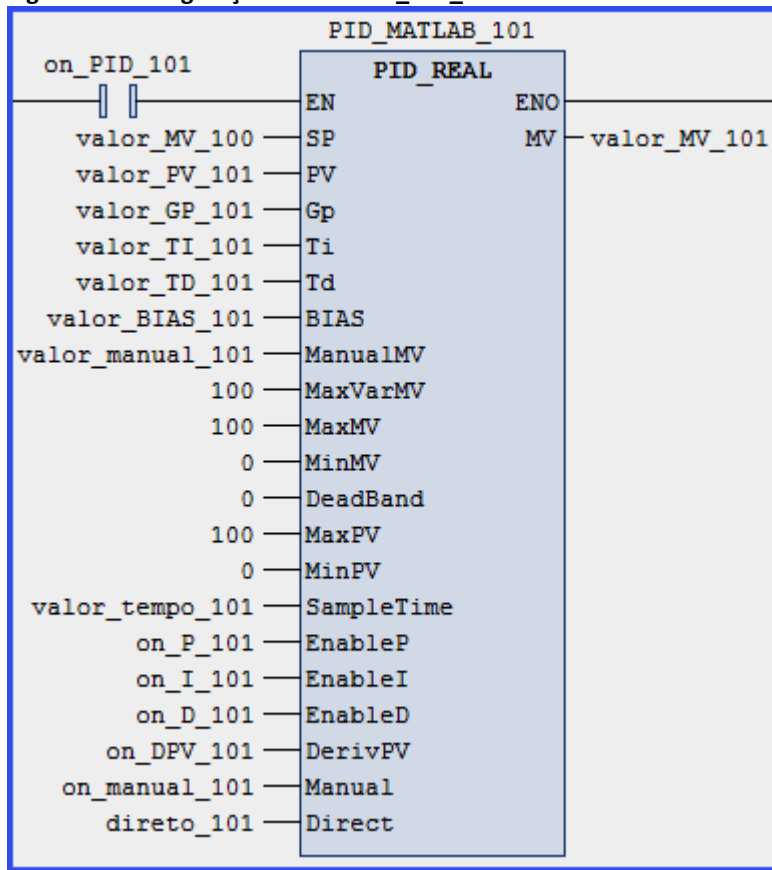 PID_MATLAB_101
on_PID_101 PID_REAL
EN ENO
valor_MV_100 SP MV valor_MV_101
valor_PV_101 PV
valor_GP_101 Gp
valor_TI_101 Ti
valor_TD_101 Td
valor_BIAS_101 BIAS
valor_manual_101 ManualMV
100 MaxVarMV
100 MaxMV
0 MinMV
0 DeadBand
100 MaxPV
0 MinPV
valor_tempo_101 SampleTime
on_P_101 EnableP
on_I_101 EnableI
on_D_101 EnableD
on_DPV_101 DerivPV
on_manual_101 Manual
direto_101 Direct